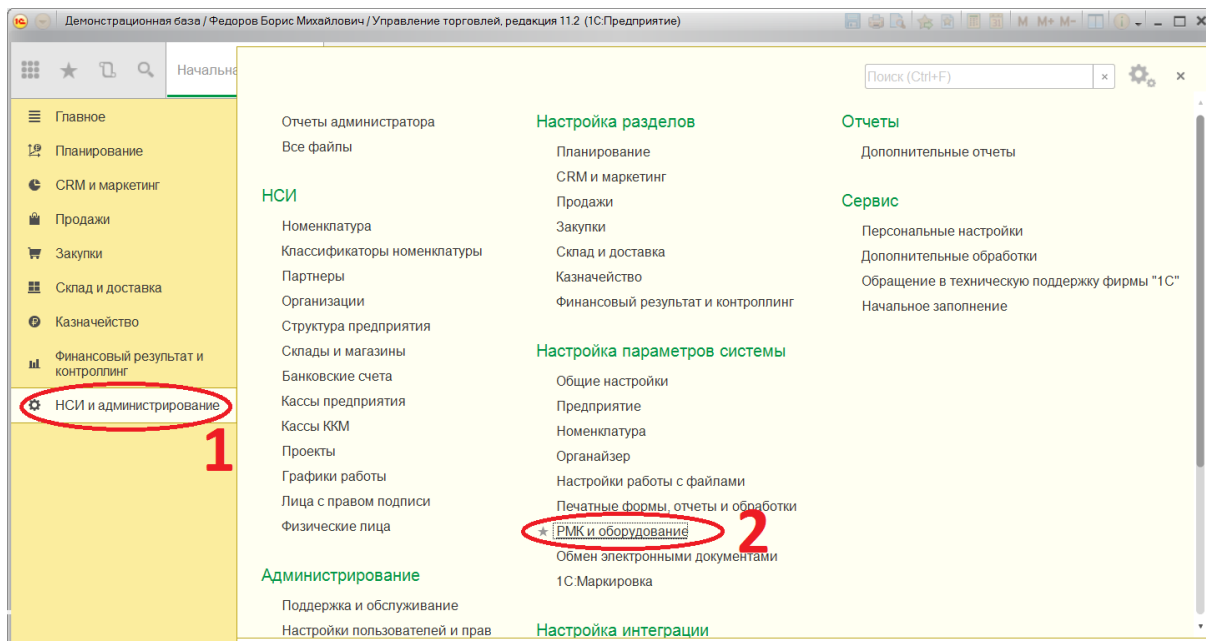 Демонстрационная база / Федоров Борис Михайлович / Управление торговлей, редакция 11.2 (1С:Предприятие)
M M+ M-
Начальна
Поиск (Ctrl+F)
Главное
Планирование
CRM и маркетинг
Продажи
Закупки
Склад и доставка
Казначейство
Финансовый результат и
контроллинг
НСИ и администрирование
1
Отчеты администратора
Все файлы
НСИ
Номенклатура
Классификаторы номенклатуры
Партнеры
Организации
Структура предприятия
Склады и магазины
Банковские счета
Кассы предприятия
Кассы ККМ
Проекты
Графики работы
Лица с правом подписи
Физические лица
Администрирование
Поддержка и обслуживание
Настройки пользователей и прав
Настройка разделов
Планирование
CRM и маркетинг
Продажи
Закупки
Склад и доставка
Казначейство
Финансовый результат и контроллинг
Настройка параметров системы
Общие настройки
Предприятие
Номенклатура
Органайзер
Настройки работы с файлами
Печатные формы, отчеты и обработки
РМК и оборудование
2
Обмен электронными документами
1С:Маркировка
Настройка интеграции
Отчеты
Дополнительные отчеты
Сервис
Персональные настройки
Дополнительные обработки
Обращение в техническую поддержку фирмы "1С"
Начальное заполнение